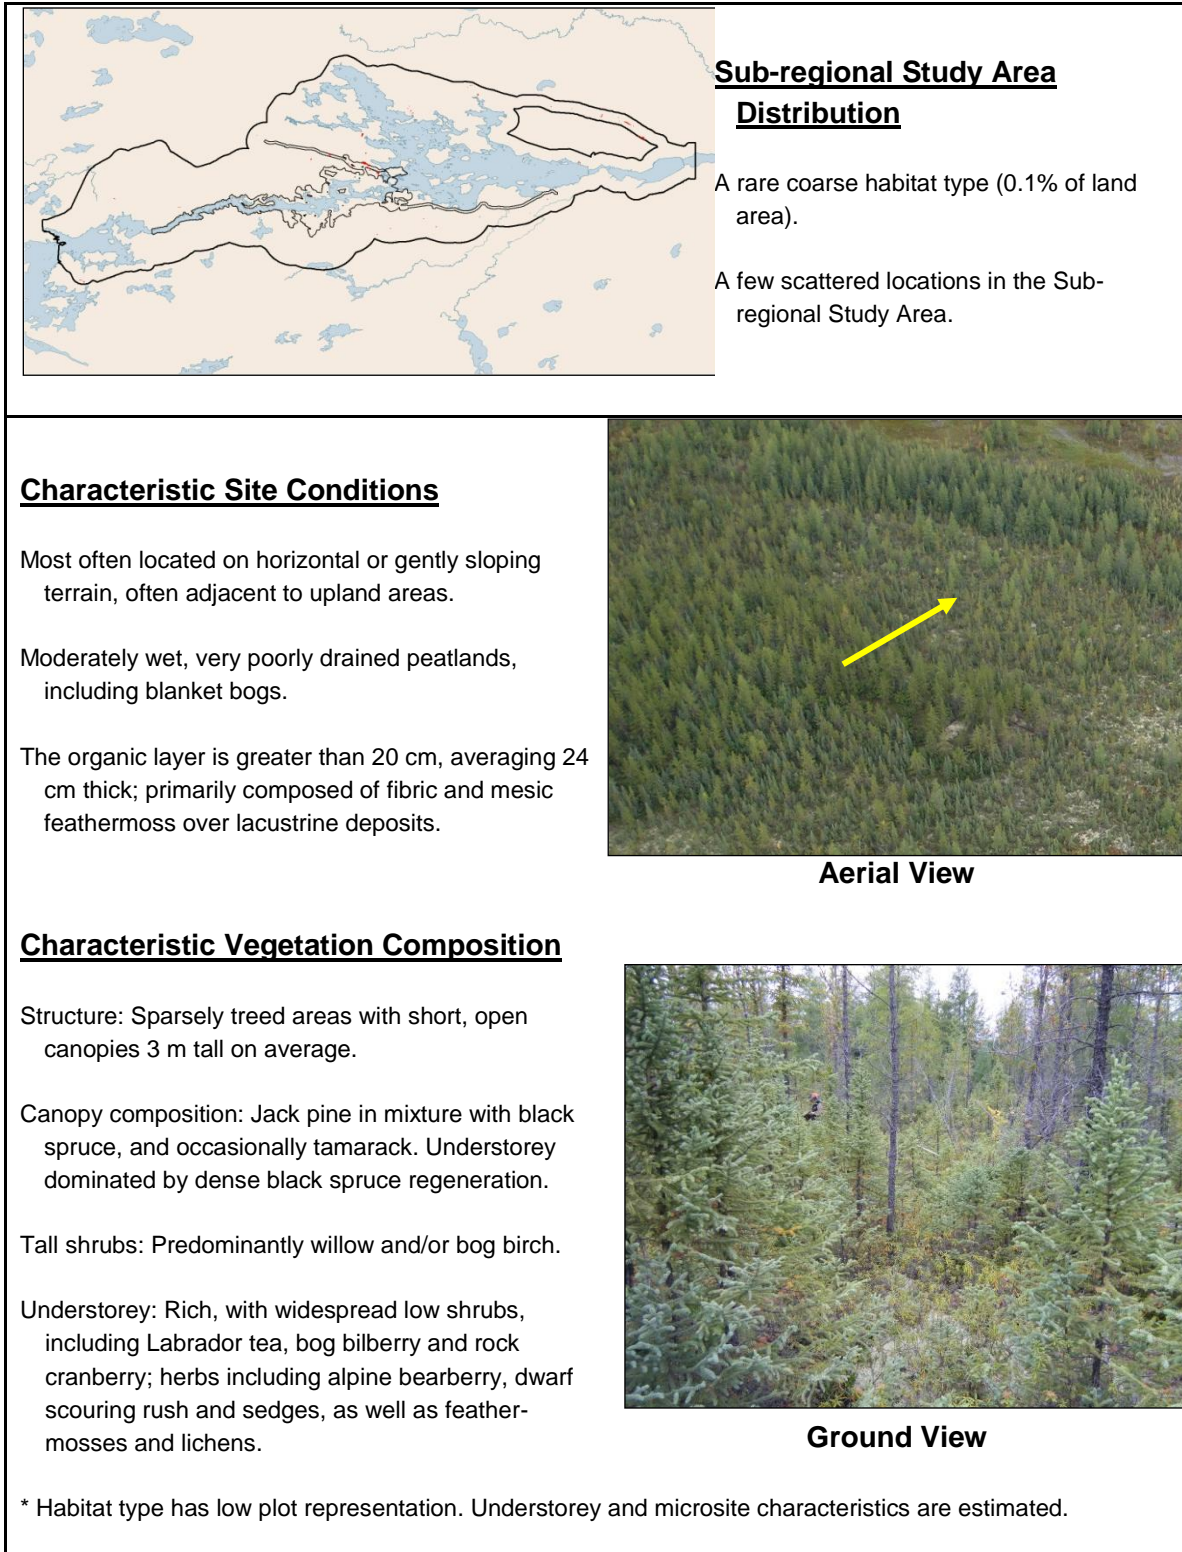 Sub-regional Study Area
Distribution
A rare coarse habitat type (0.1% of land
area).
A few scattered locations in the Sub-
regional Study Area.
Characteristic Site Conditions
Most often located on horizontal or gently sloping
terrain, often adjacent to upland areas.
Moderately wet, very poorly drained peatlands,
including blanket bogs.
The organic layer is greater than 20 cm, averaging 24
cm thick; primarily composed of fibric and mesic
feathermoss over lacustrine deposits.
Aerial View
Characteristic Vegetation Composition
Structure: Sparsely treed areas with short, open
canopies 3 m tall on average.
Canopy composition: Jack pine in mixture with black
spruce, and occasionally tamarack. Understorey
dominated by dense black spruce regeneration.
Tall shrubs: Predominantly willow and/or bog birch.
Understorey: Rich, with widespread low shrubs,
including Labrador tea, bog bilberry and rock
cranberry; herbs including alpine bearberry, dwarf
scouring rush and sedges, as well as feather-
mosses and lichens.
Ground View
* Habitat type has low plot representation. Understorey and microsite characteristics are estimated.